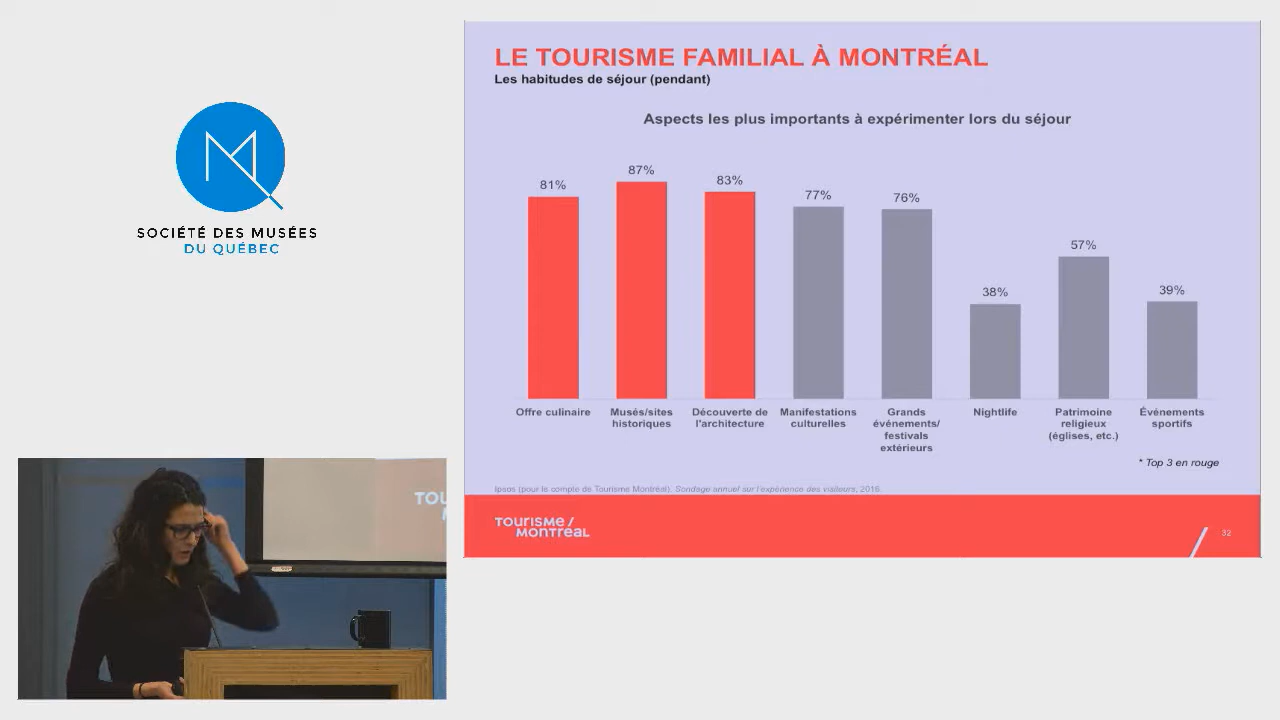 SOCIÉTÉ DES MUSÉES
DU QUÉBEC
LE TOURISME FAMILIAL À MONTRÉAL
Les habitudes de séjour (pendant)
Aspects les plus importants à expérimenter lors du séjour
81%
87%
83%
77%
76%
38%
57%
39%
Offre culinaire
Musés/sites
historiques
Découverte de
l'architecture
Manifestations
culturelles
Grands
événements/
festivals
extérieurs
Nightlife
Patrimoine
religieux
(églises, etc.)
Événements
sportifs
* Top 3 en rouge
Ipsos (pour le compte de Tourisme Montréal). Sondage annuel sur l'expérience des visiteurs, 2016.
TOURISME /
MONTRÉAL
32
TOU